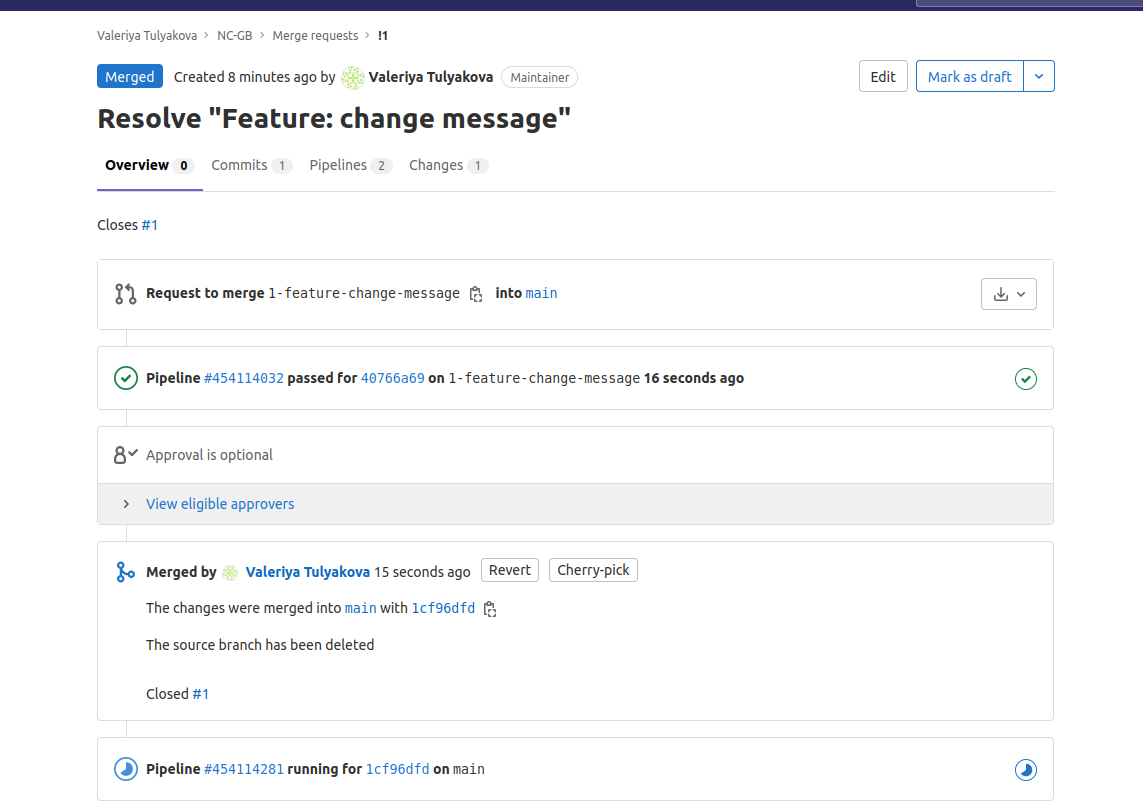 Valeriya Tulyakova › NC-GB › Merge requests › !1
Merged Created 8 minutes ago by Valeriya Tulyakova Maintainer Edit Mark as draft
Resolve "Feature: change message"
Overview 0 Commits 1 Pipelines 2 Changes 1
Closes #1
Request to merge 1-feature-change-message into main
Pipeline #454114032 passed for 40766a69 on 1-feature-change-message 16 seconds ago
Approval is optional
View eligible approvers
Merged by Valeriya Tulyakova 15 seconds ago Revert Cherry-pick
The changes were merged into main with 1cf96dfd
The source branch has been deleted
Closed #1
Pipeline #454114281 running for 1cf96dfd on main